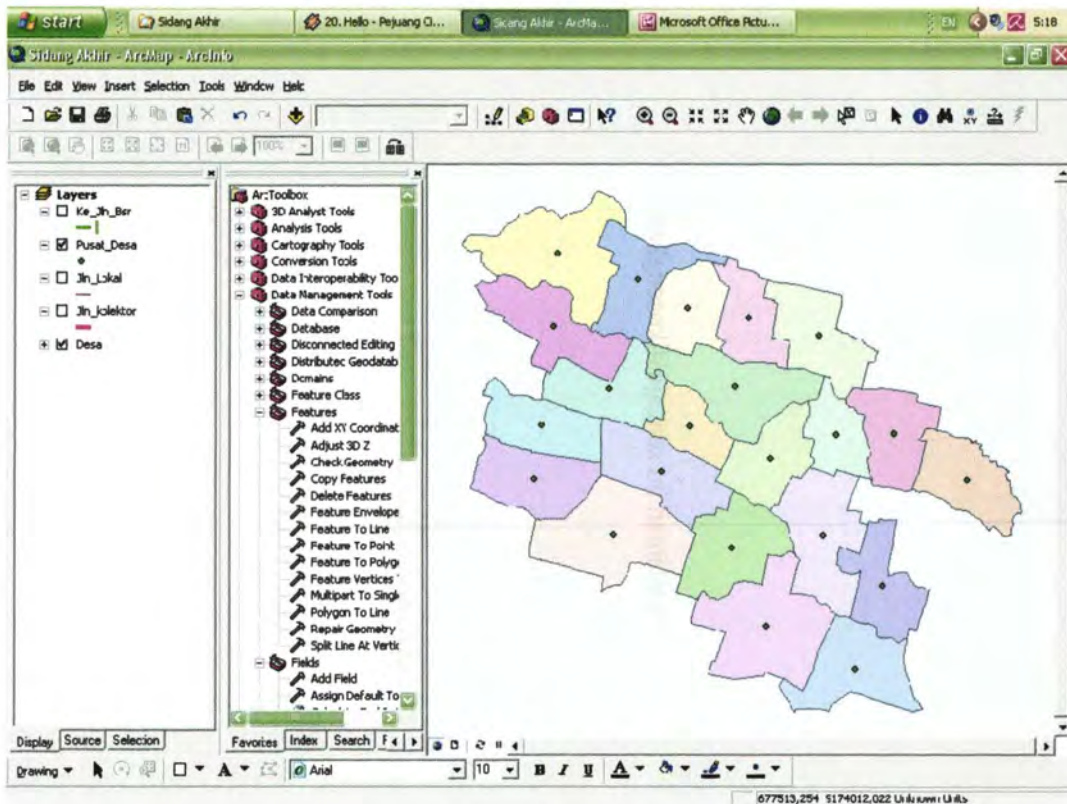 start
Sidang Akhir
20. Hello - Pejuang Ci...
Sidang Akhir - ArcMa...
Microsoft Office Pictu...
EN
5:18
Sidang Akhir - ArcMap - ArcInfo
File Edit View Insert Selection Tools Window Help
100%
Layers
Ke_Jln_Bsr
Pusat_Desa
Jln_Lokal
Jln_kolektor
Desa
ArcToolbox
3D Analyst Tools
Analysis Tools
Cartography Tools
Conversion Tools
Data Interoperability Too
Data Management Tools
Data Comparison
Database
Disconnected Editing
Distributed Geodatab
Domains
Feature Class
Features
Add XY Coordinat
Adjust 3D Z
Check Geometry
Copy Features
Delete Features
Feature Envelope
Feature To Line
Feature To Point
Feature To Polyg
Feature Vertices
Multipart To Singl
Polygon To Line
Repair Geometry
Split Line At Vertic
Fields
Add Field
Assign Default To
Display Source Selection
Favorites Index Search
Drawing
A
Arial
10
B I U A
677513,254 5174012,022 Unknown Units